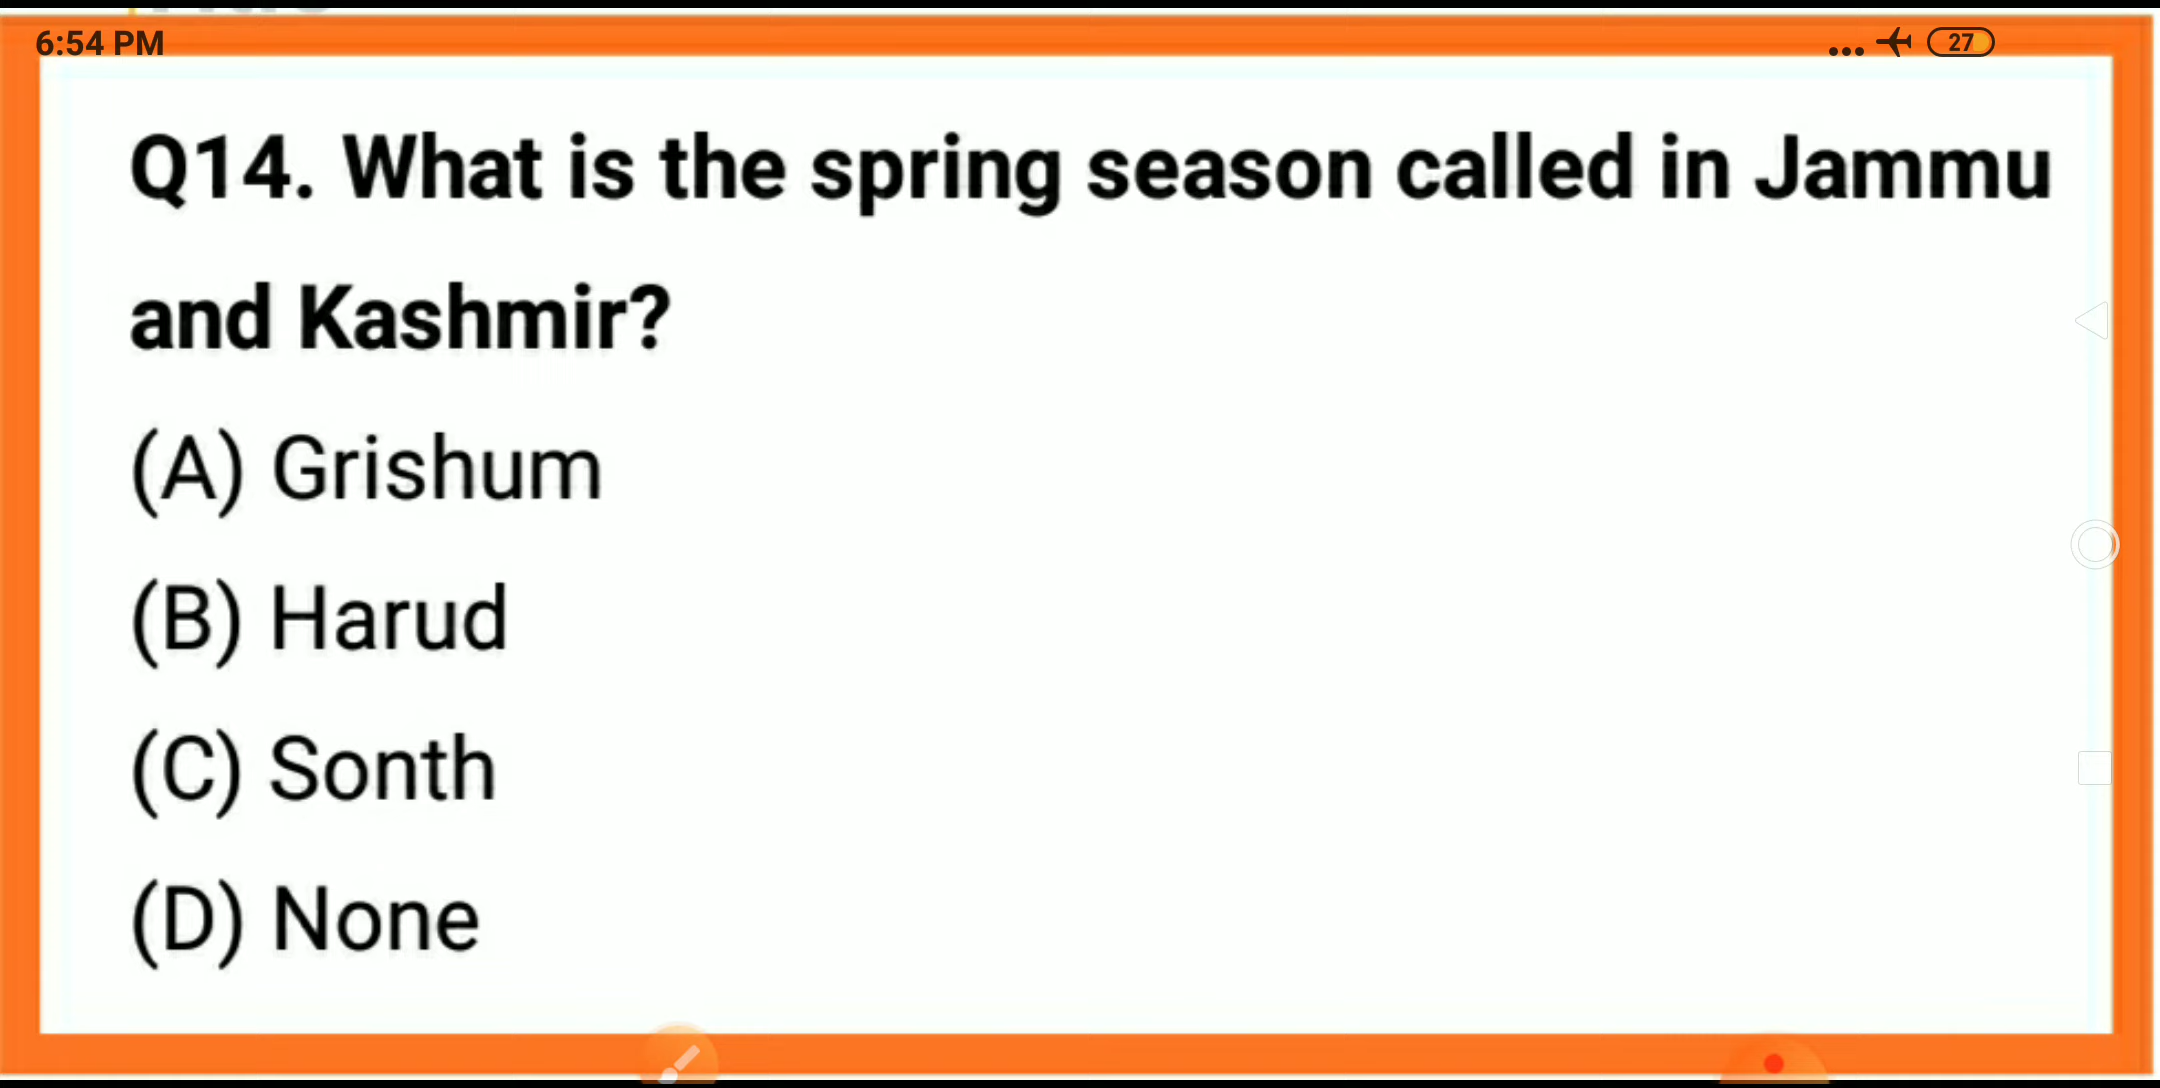 6:54 PM
27
Q14. What is the spring season called in Jammu
and Kashmir?
(A) Grishum
(B) Harud
(C) Sonth
(D) None